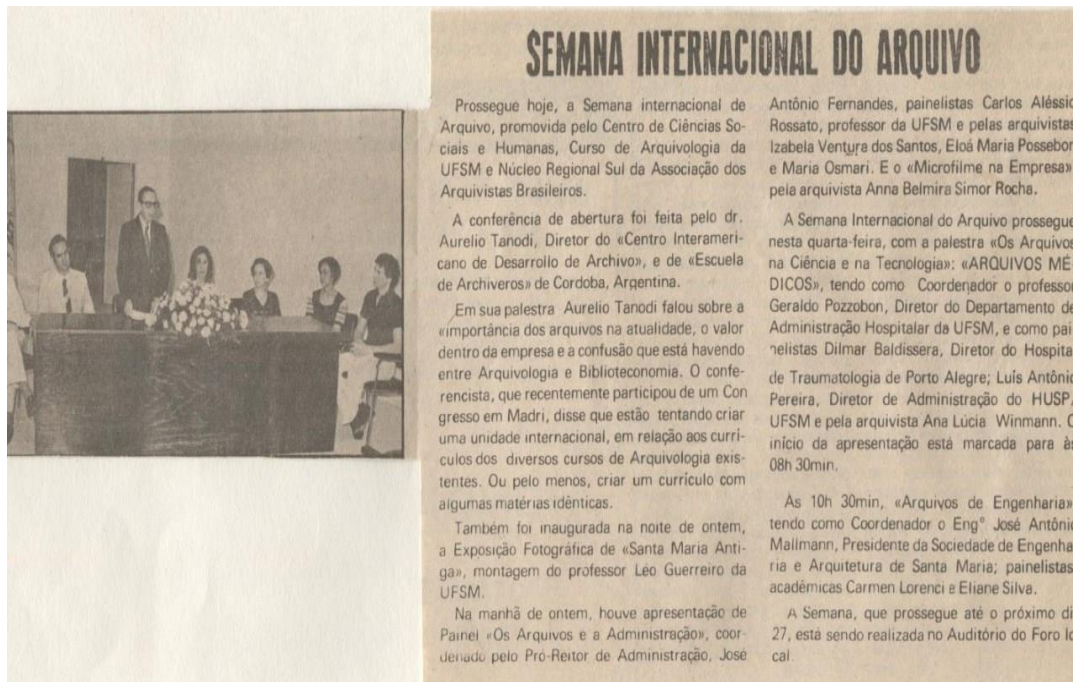 SEMANA INTERNACIONAL DO ARQUIVO
Prossegue hoje, a Semana internacional de
Arquivo, promovida pelo Centro de Ciências So-
ciais e Humanas, Curso de Arquivologia da
UFSM e Núcleo Regional Sul da Associação dos
Arquivistas Brasileiros.
A conferência de abertura foi feita pelo dr.
Aurelio Tanodi, Diretor do «Centro Interameri-
cano de Desarrollo de Archivo», e de «Escuela
de Archiveros» de Cordoba, Argentina.
Em sua palestra Aurelio Tanodi falou sobre a
«importância dos arquivos na atualidade, o valor
dentro da empresa e a confusão que está havendo
entre Arquivologia e Biblioteconomia. O confe-
rencista, que recentemente participou de um Con
gresso em Madri, disse que estão tentando criar
uma unidade internacional, em relação aos currí-
culos dos diversos cursos de Arquivologia exis-
tentes. Ou pelo menos, criar um currículo com
algumas matérias idênticas.
Também foi inaugurada na noite de ontem,
a Exposição Fotográfica de «Santa Maria Anti-
ga», montagem do professor Léo Guerreiro da
UFSM.
Na manhã de ontem, houve apresentação de
Painel «Os Arquivos e a Administração», coor-
denado pelo Pró-Reitor de Administração, José
Antônio Fernandes, painelistas Carlos Aléssio
Rossato, professor da UFSM e pelas arquivistas
Izabela Ventura dos Santos, Eloá Maria Possebor
e Maria Osmari. E o «Microfilme na Empresa»
pela arquivista Anna Belmira Simor Rocha.
A Semana Internacional do Arquivo prossegue
nesta quarta-feira, com a palestra «Os Arquivos
na Ciência e na Tecnologia»: «ARQUIVOS MÉ-
DICOS», tendo como Coordenador o professor
Geraldo Pozzobon, Diretor do Departamento de
Administração Hospitalar da UFSM, e como pai
nelistas Dilmar Baldissera, Diretor do Hospita
de Traumatologia de Porto Alegre; Luís Antônio
Pereira, Diretor de Administração do HUSP,
UFSM e pela arquivista Ana Lúcia Winmann. O
início da apresentação está marcada para às
08h 30min.
Às 10h 30min, «Arquivos de Engenharia»
tendo como Coordenador o Engº José Antônio
Mallmann, Presidente da Sociedade de Engenha
ria e Arquitetura de Santa Maria; painelistas
acadêmicas Carmen Lorenci e Eliane Silva.
A Semana, que prossegue até o próximo di
27, está sendo realizada no Auditório do Foro lo
cal.